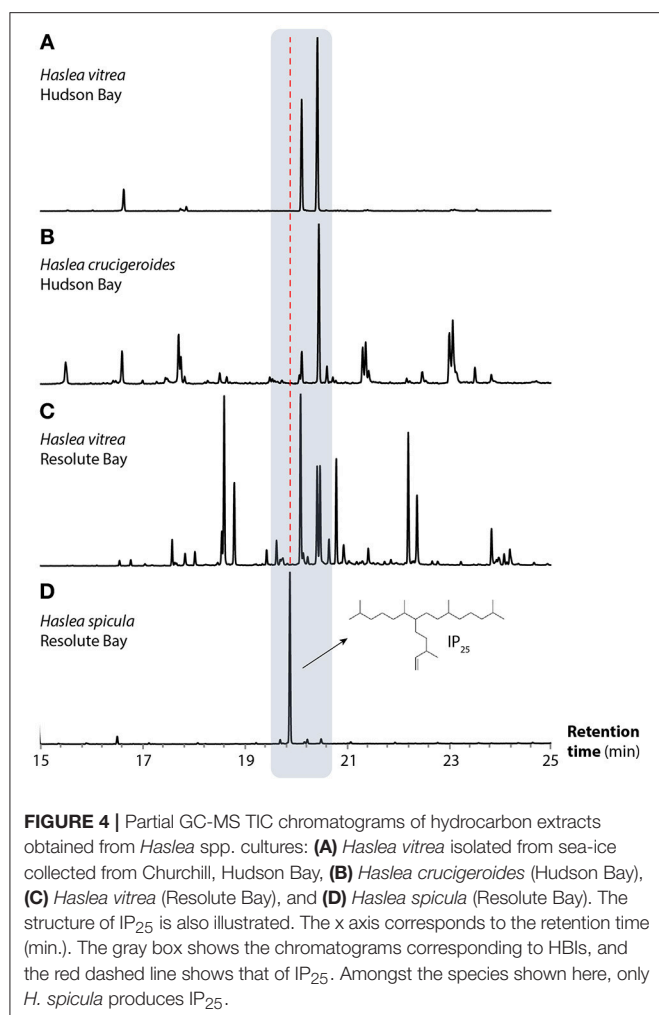 A
Haslea vitrea
Hudson Bay
B
Haslea crucigeroides
Hudson Bay
C
Haslea vitrea
Resolute Bay
D
Haslea spicula
Resolute Bay
IP25
Retention
time (min)
15 17 19 21 23 25
FIGURE 4 | Partial GC-MS TIC chromatograms of hydrocarbon extracts
obtained from Haslea spp. cultures: (A) Haslea vitrea isolated from sea-ice
collected from Churchill, Hudson Bay, (B) Haslea crucigeroides (Hudson Bay),
(C) Haslea vitrea (Resolute Bay), and (D) Haslea spicula (Resolute Bay). The
structure of IP25 is also illustrated. The x axis corresponds to the retention time
(min.). The gray box shows the chromatograms corresponding to HBIs, and
the red dashed line shows that of IP25. Amongst the species shown here, only
H. spicula produces IP25.